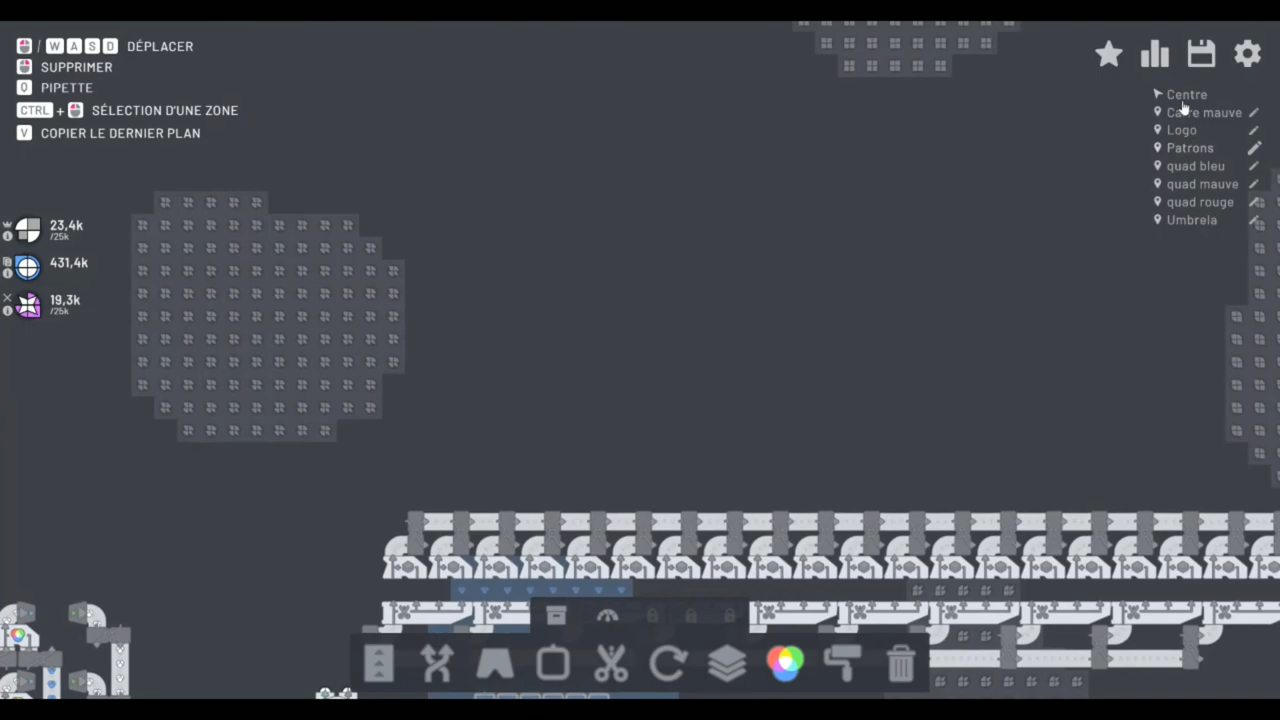 / W A S D DÉPLACER
SUPPRIMER
Q PIPETTE
CTRL + SÉLECTION D'UNE ZONE
V COPIER LE DERNIER PLAN
23,4k
/25k
431,4k
19,3k
/25k
Centre
Carre mauve
Logo
Patrons
quad bleu
quad mauve
quad rouge
Umbrela